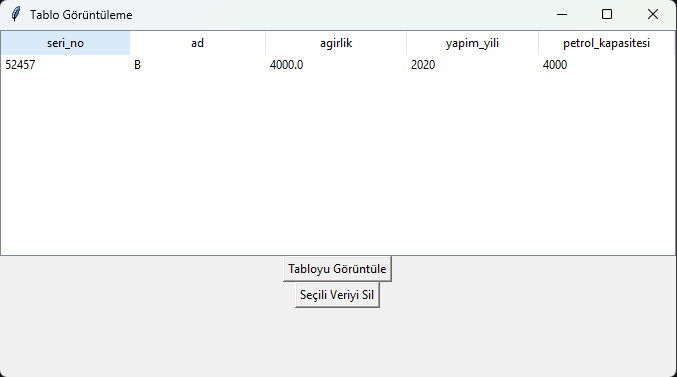 Tablo Görüntüleme
seri_no ad agirlik yapim_yili petrol_kapasitesi
52457 B 4000.0 2020 4000
Tabloyu Görüntüle
Seçili Veriyi Sil